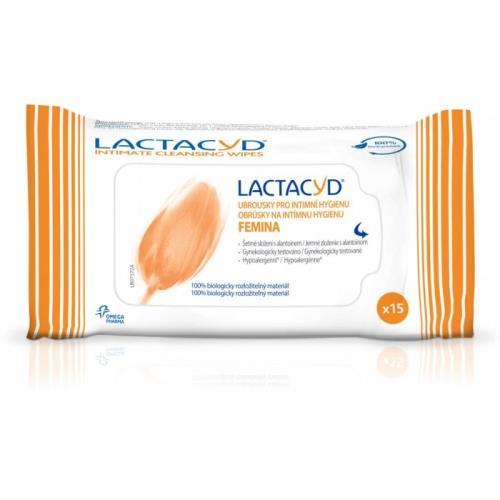 LACTACYD
INTIMATE CLEANSING WIPES
100%
LACTACYD®
UBROUSKY PRO INTIMNÍ HYGIENU
OBRÚSKY NA INTÍMNU HYGIENU
FEMINA
• Šetrné složení s alantoinem / Jemné zloženie s alantoinom
• Gynekologicky testováno / Gynekologicky testované
• Hypoalergenní* / Hypoalergénne*
100% biologicky rozložitelný materiál
100% biologicky rozložiteľný materiál
x15
OMEGA
PHARMA